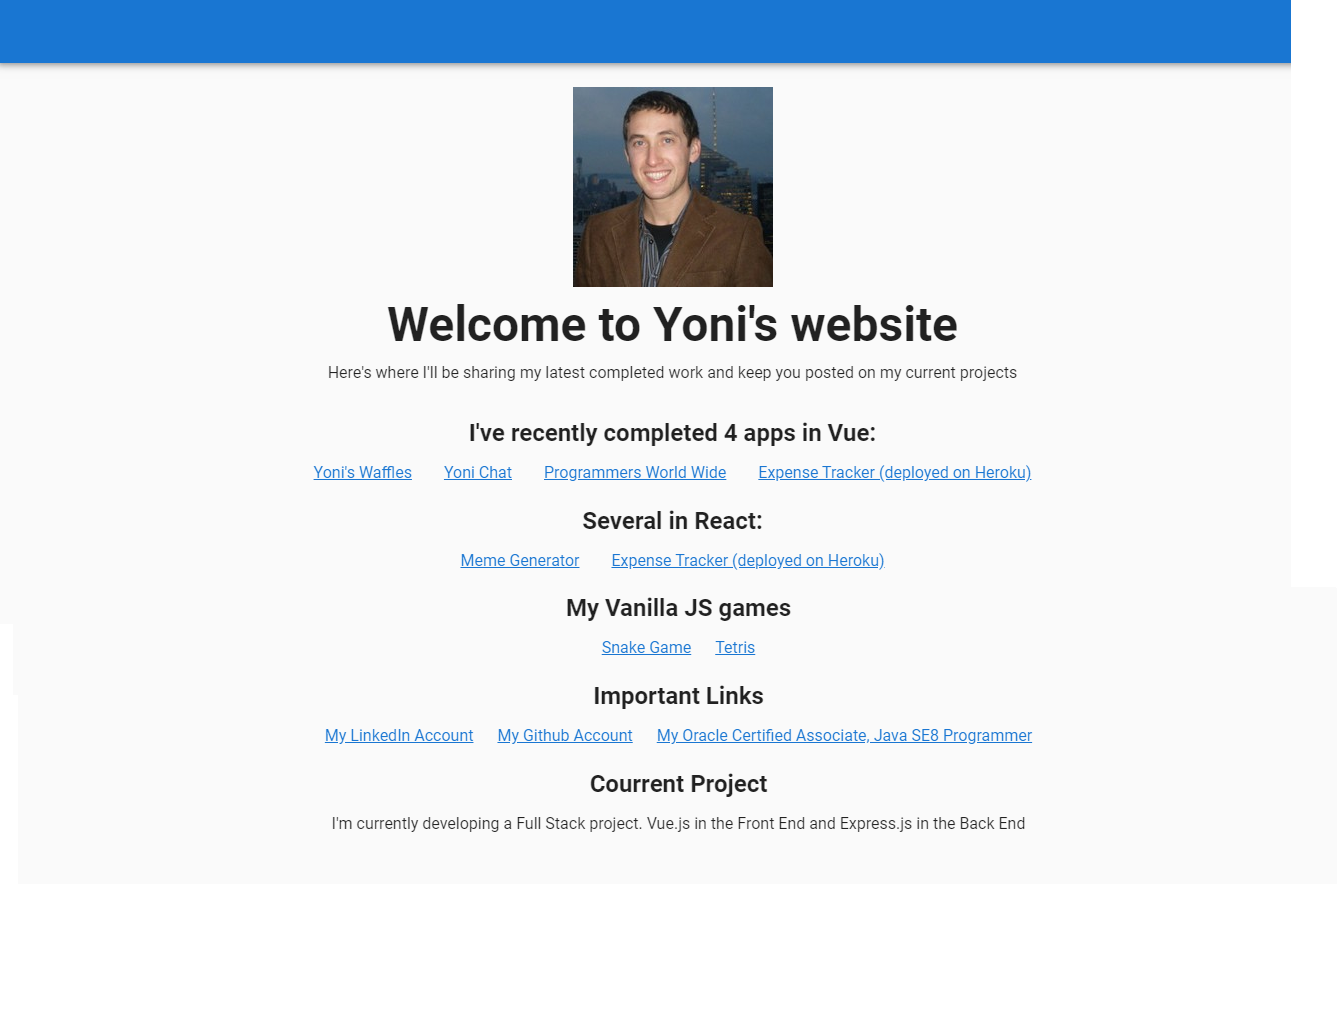 Welcome to Yoni's website
Here's where I'll be sharing my latest completed work and keep you posted on my current projects
I've recently completed 4 apps in Vue:
Yoni's Waffles Yoni Chat Programmers World Wide Expense Tracker (deployed on Heroku)
Several in React:
Meme Generator Expense Tracker (deployed on Heroku)
My Vanilla JS games
Snake Game Tetris
Important Links
My LinkedIn Account My Github Account My Oracle Certified Associate, Java SE8 Programmer
Courrent Project
I'm currently developing a Full Stack project. Vue.js in the Front End and Express.js in the Back End